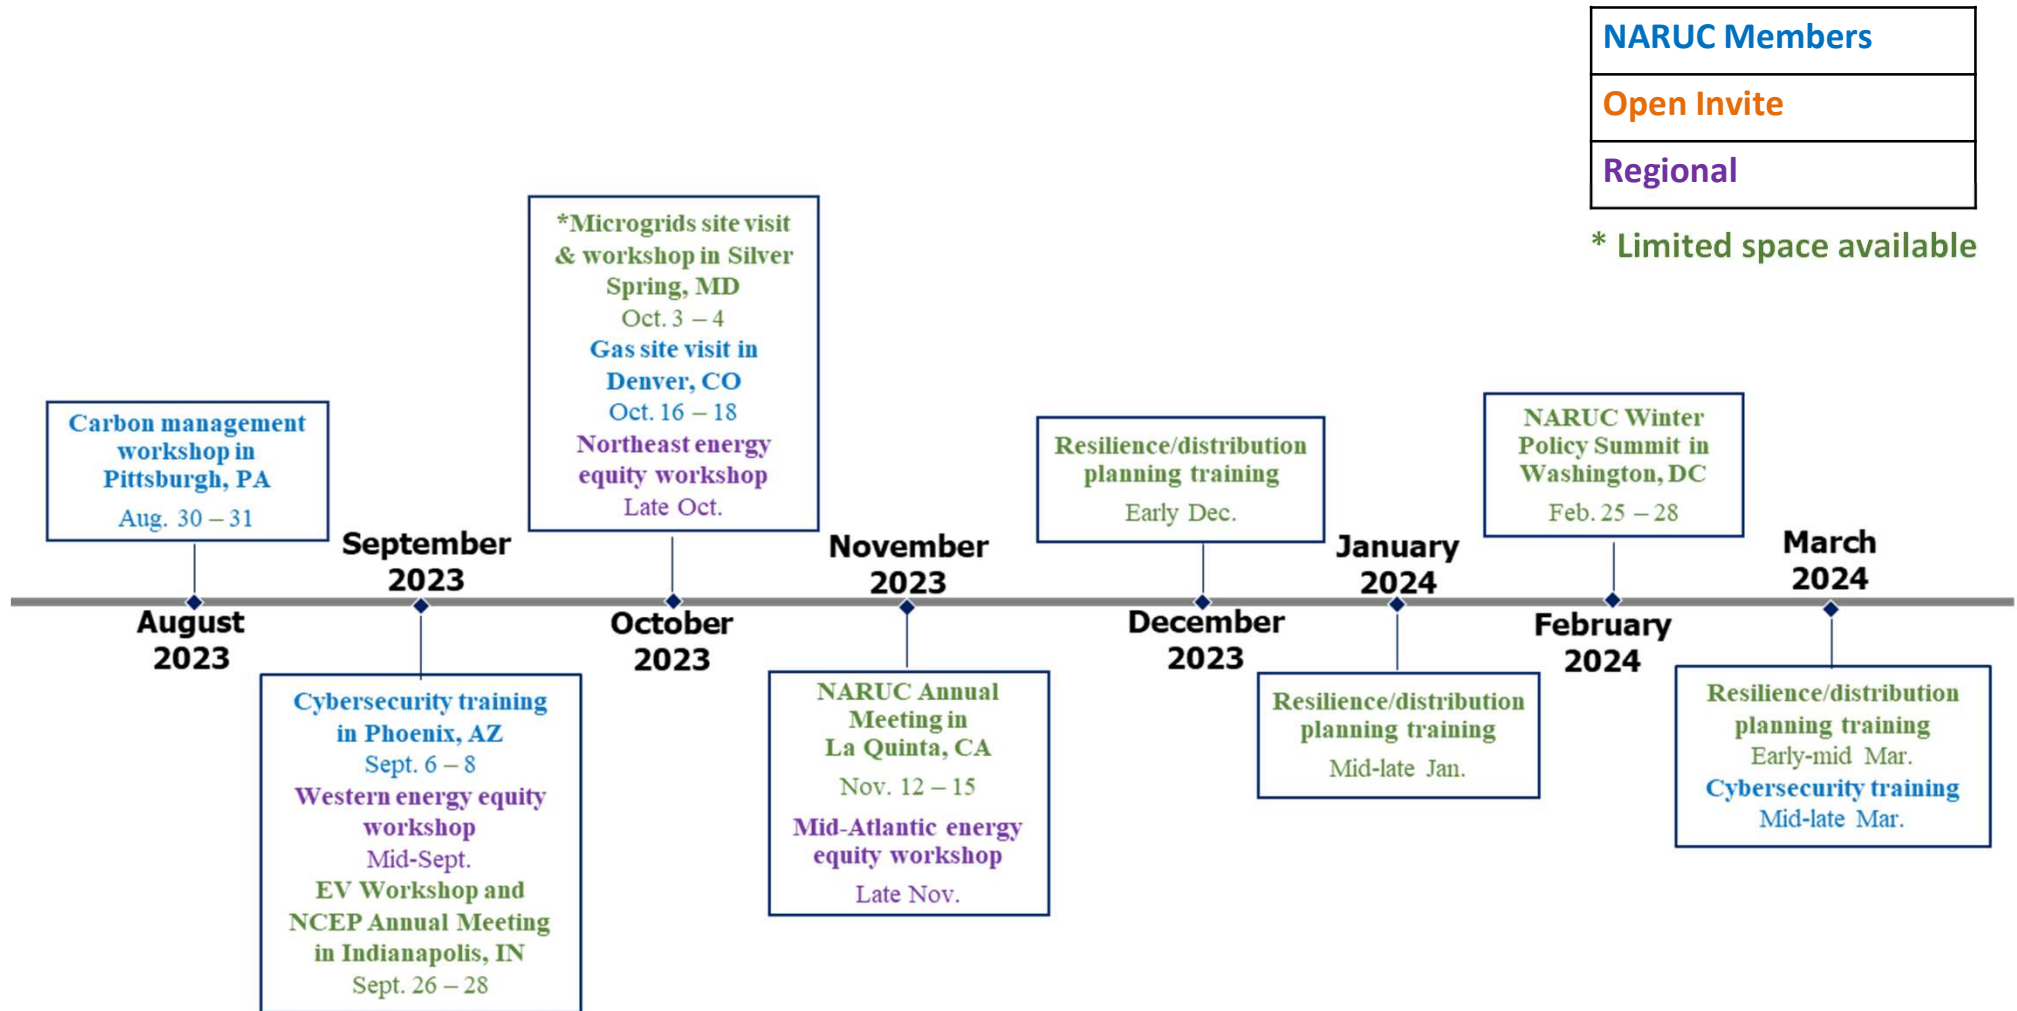 NARUC Members
Open Invite
Regional
* Limited space available
Carbon management
workshop in
Pittsburgh, PA
Aug. 30 – 31
August
2023
September
2023
Cybersecurity training
in Phoenix, AZ
Sept. 6 – 8
Western energy equity
workshop
Mid-Sept.
EV Workshop and
NCEP Annual Meeting
in Indianapolis, IN
Sept. 26 – 28
*Microgrids site visit
& workshop in Silver
Spring, MD
Oct. 3 – 4
Gas site visit in
Denver, CO
Oct. 16 – 18
Northeast energy
equity workshop
Late Oct.
October
2023
November
2023
NARUC Annual
Meeting in
La Quinta, CA
Nov. 12 – 15
Mid-Atlantic energy
equity workshop
Late Nov.
Resilience/distribution
planning training
Early Dec.
December
2023
January
2024
Resilience/distribution
planning training
Mid-late Jan.
NARUC Winter
Policy Summit in
Washington, DC
Feb. 25 – 28
February
2024
March
2024
Resilience/distribution
planning training
Early-mid Mar.
Cybersecurity training
Mid-late Mar.